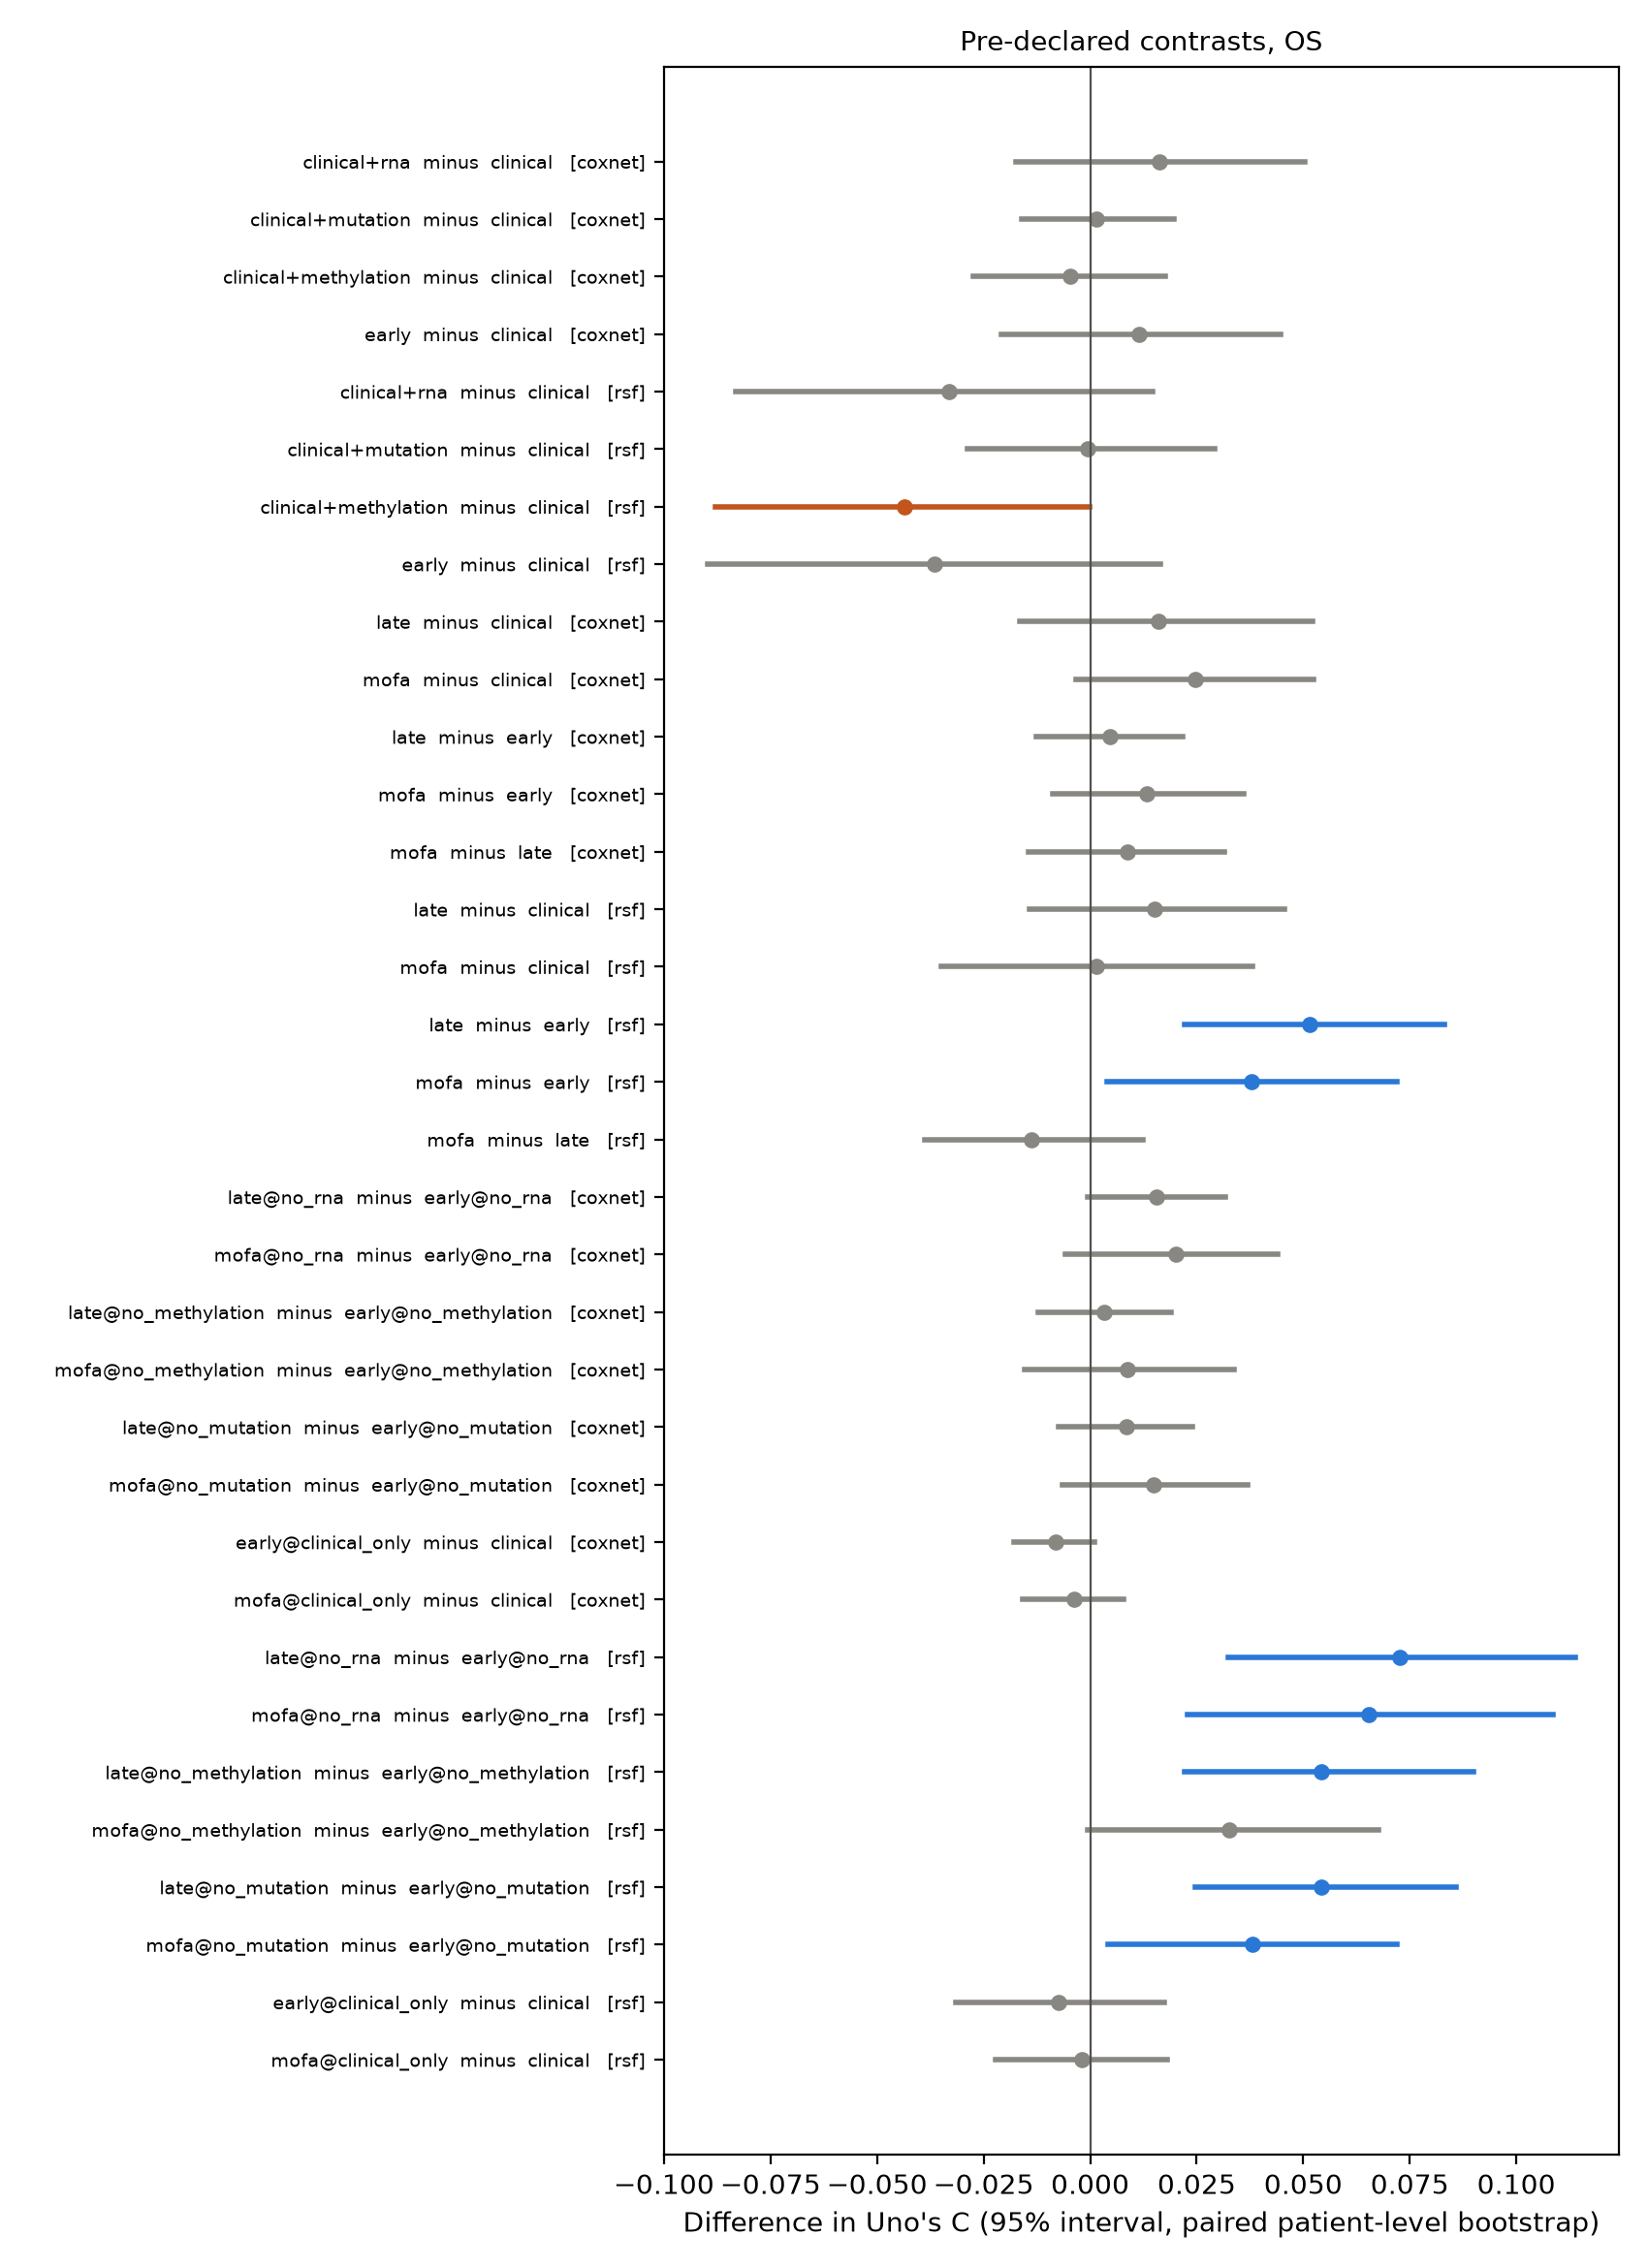 Pre-declared contrasts, OS
clinical+rna minus clinical [coxnet]
clinical+mutation minus clinical [coxnet]
clinical+methylation minus clinical [coxnet]
early minus clinical [coxnet]
clinical+rna minus clinical [rsf]
clinical+mutation minus clinical [rsf]
clinical+methylation minus clinical [rsf]
early minus clinical [rsf]
late minus clinical [coxnet]
mofa minus clinical [coxnet]
late minus early [coxnet]
mofa minus early [coxnet]
mofa minus late [coxnet]
late minus clinical [rsf]
mofa minus clinical [rsf]
late minus early [rsf]
mofa minus early [rsf]
mofa minus late [rsf]
late@no_rna minus early@no_rna [coxnet]
mofa@no_rna minus early@no_rna [coxnet]
late@no_methylation minus early@no_methylation [coxnet]
mofa@no_methylation minus early@no_methylation [coxnet]
late@no_mutation minus early@no_mutation [coxnet]
mofa@no_mutation minus early@no_mutation [coxnet]
early@clinical_only minus clinical [coxnet]
mofa@clinical_only minus clinical [coxnet]
late@no_rna minus early@no_rna [rsf]
mofa@no_rna minus early@no_rna [rsf]
late@no_methylation minus early@no_methylation [rsf]
mofa@no_methylation minus early@no_methylation [rsf]
late@no_mutation minus early@no_mutation [rsf]
mofa@no_mutation minus early@no_mutation [rsf]
early@clinical_only minus clinical [rsf]
mofa@clinical_only minus clinical [rsf]
−0.100 −0.075 −0.050 −0.025 0.000 0.025 0.050 0.075 0.100
Difference in Uno's C (95% interval, paired patient-level bootstrap)